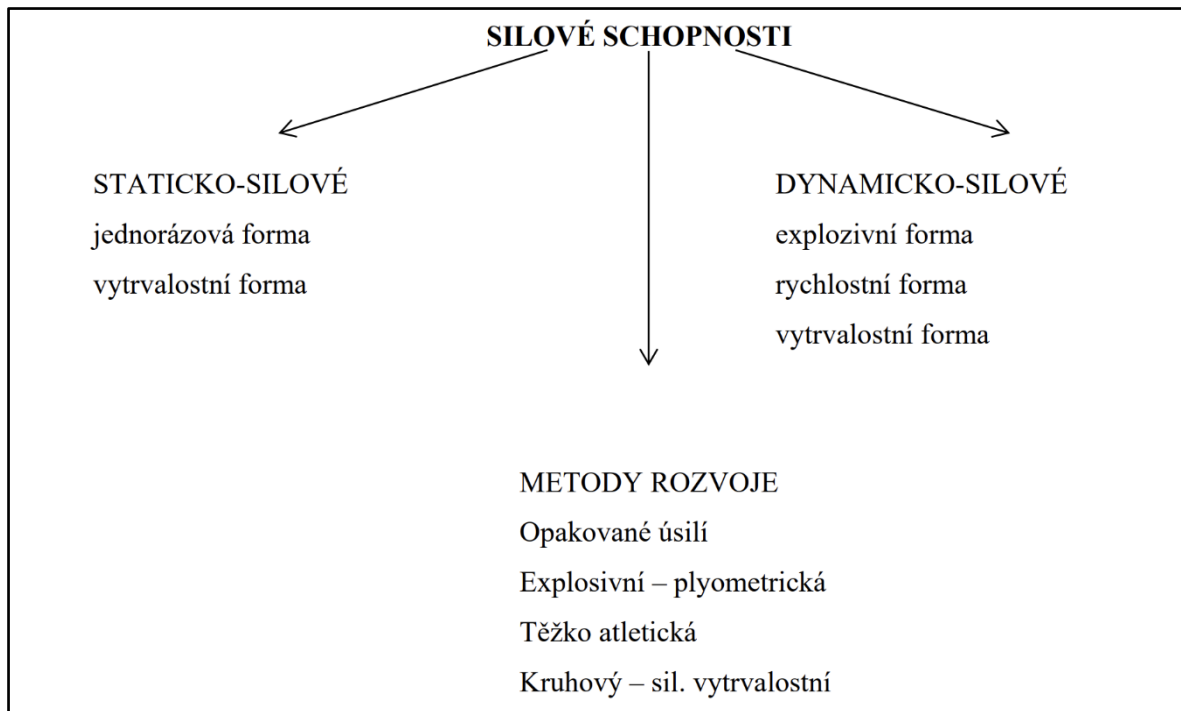 SILOVÉ SCHOPNOSTI
STATICKO-SILOVÉ
jednorázová forma
vytrvalostní forma
DYNAMICKO-SILOVÉ
explozivní forma
rychlostní forma
vytrvalostní forma
METODY ROZVOJE
Opakované úsilí
Explosivní – plyometrická
Těžko atletická
Kruhový – sil. vytrvalostní